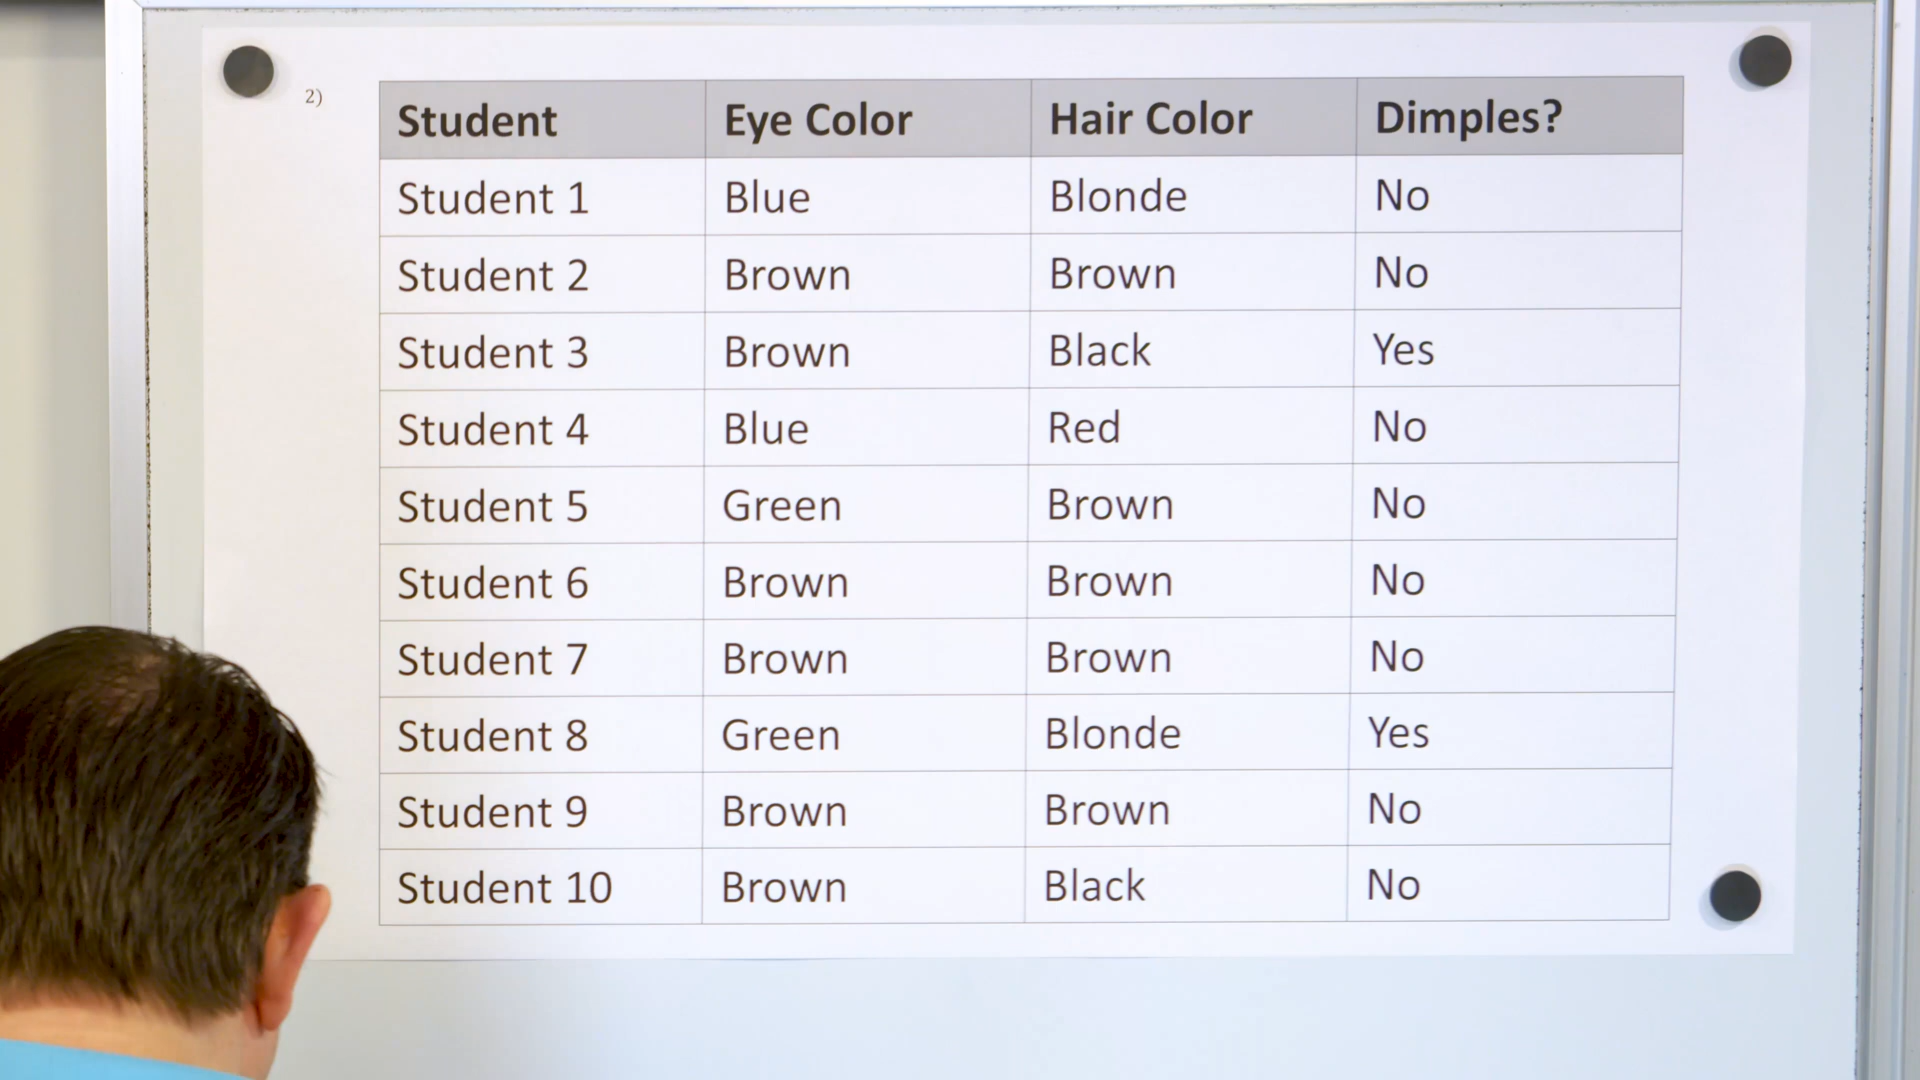 2)
Student Eye Color Hair Color Dimples?
Student 1 Blue Blonde No
Student 2 Brown Brown No
Student 3 Brown Black Yes
Student 4 Blue Red No
Student 5 Green Brown No
Student 6 Brown Brown No
Student 7 Brown Brown No
Student 8 Green Blonde Yes
Student 9 Brown Brown No
Student 10 Brown Black No